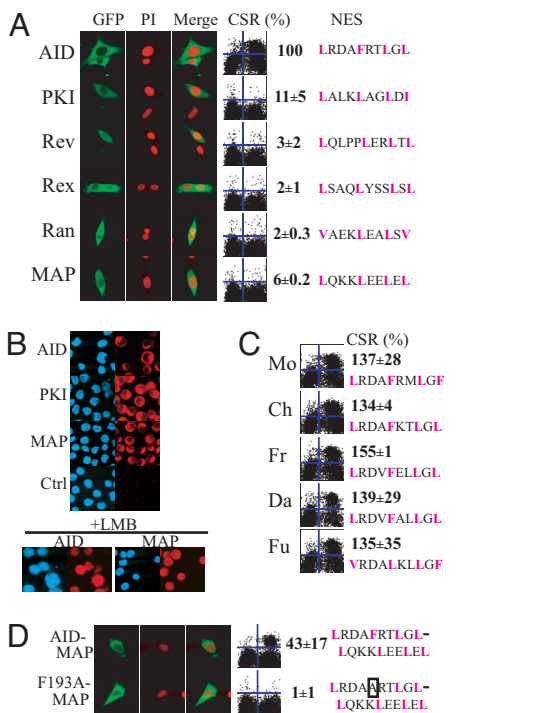 A
GFP PI Merge CSR (%) NES
AID 100 LRDAFRTLGL
PKI 11±5 LALKLAGLDI
Rev 3±2 LQLPPLERLTL
Rex 2±1 LSAQLYSSLSL
Ran 2±0.3 VAEKLEALSV
MAP 6±0.2 LQKKLEELEL
B
AID
PKI
MAP
Ctrl
+LMB
AID MAP
C
CSR (%)
Mo 137±28
LRDAFRMLGF
Ch 134±4
LRDAFKTLGL
Fr 155±1
LRDVFELLGL
Da 139±29
LRDVFALLGL
Fu 135±35
VRDALKLLGF
D
AID-
MAP 43±17 LRDAFRTLGL-
LQKKLEELEL
F193A-
MAP 1±1 LRDAARTLGL-
LQKKLEELEL